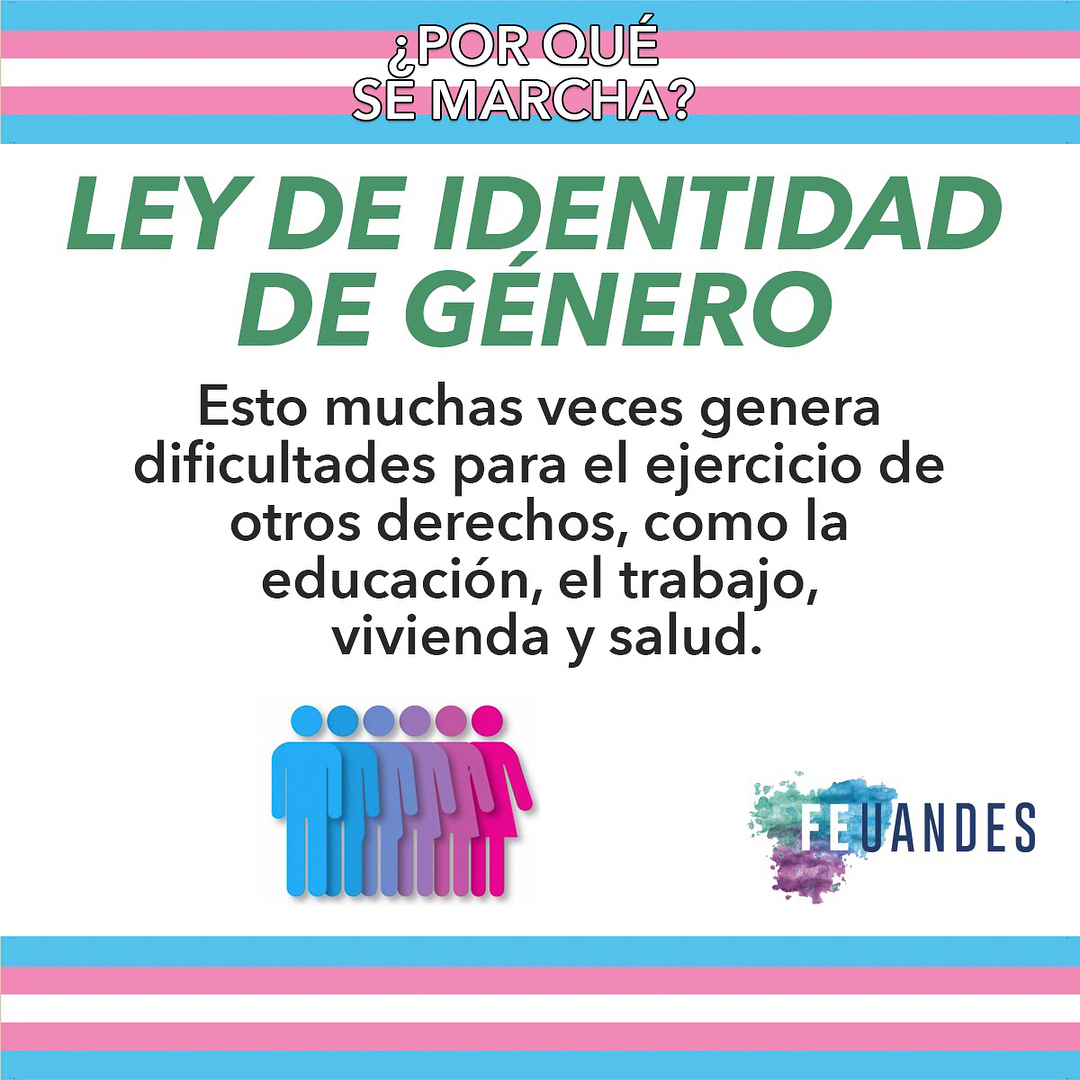 ¿POR QUÉ
SE MARCHA?
LEY DE IDENTIDAD
DE GÉNERO
Esto muchas veces genera
dificultades para el ejercicio de
otros derechos, como la
educación, el trabajo,
vivienda y salud.
FEUANDES